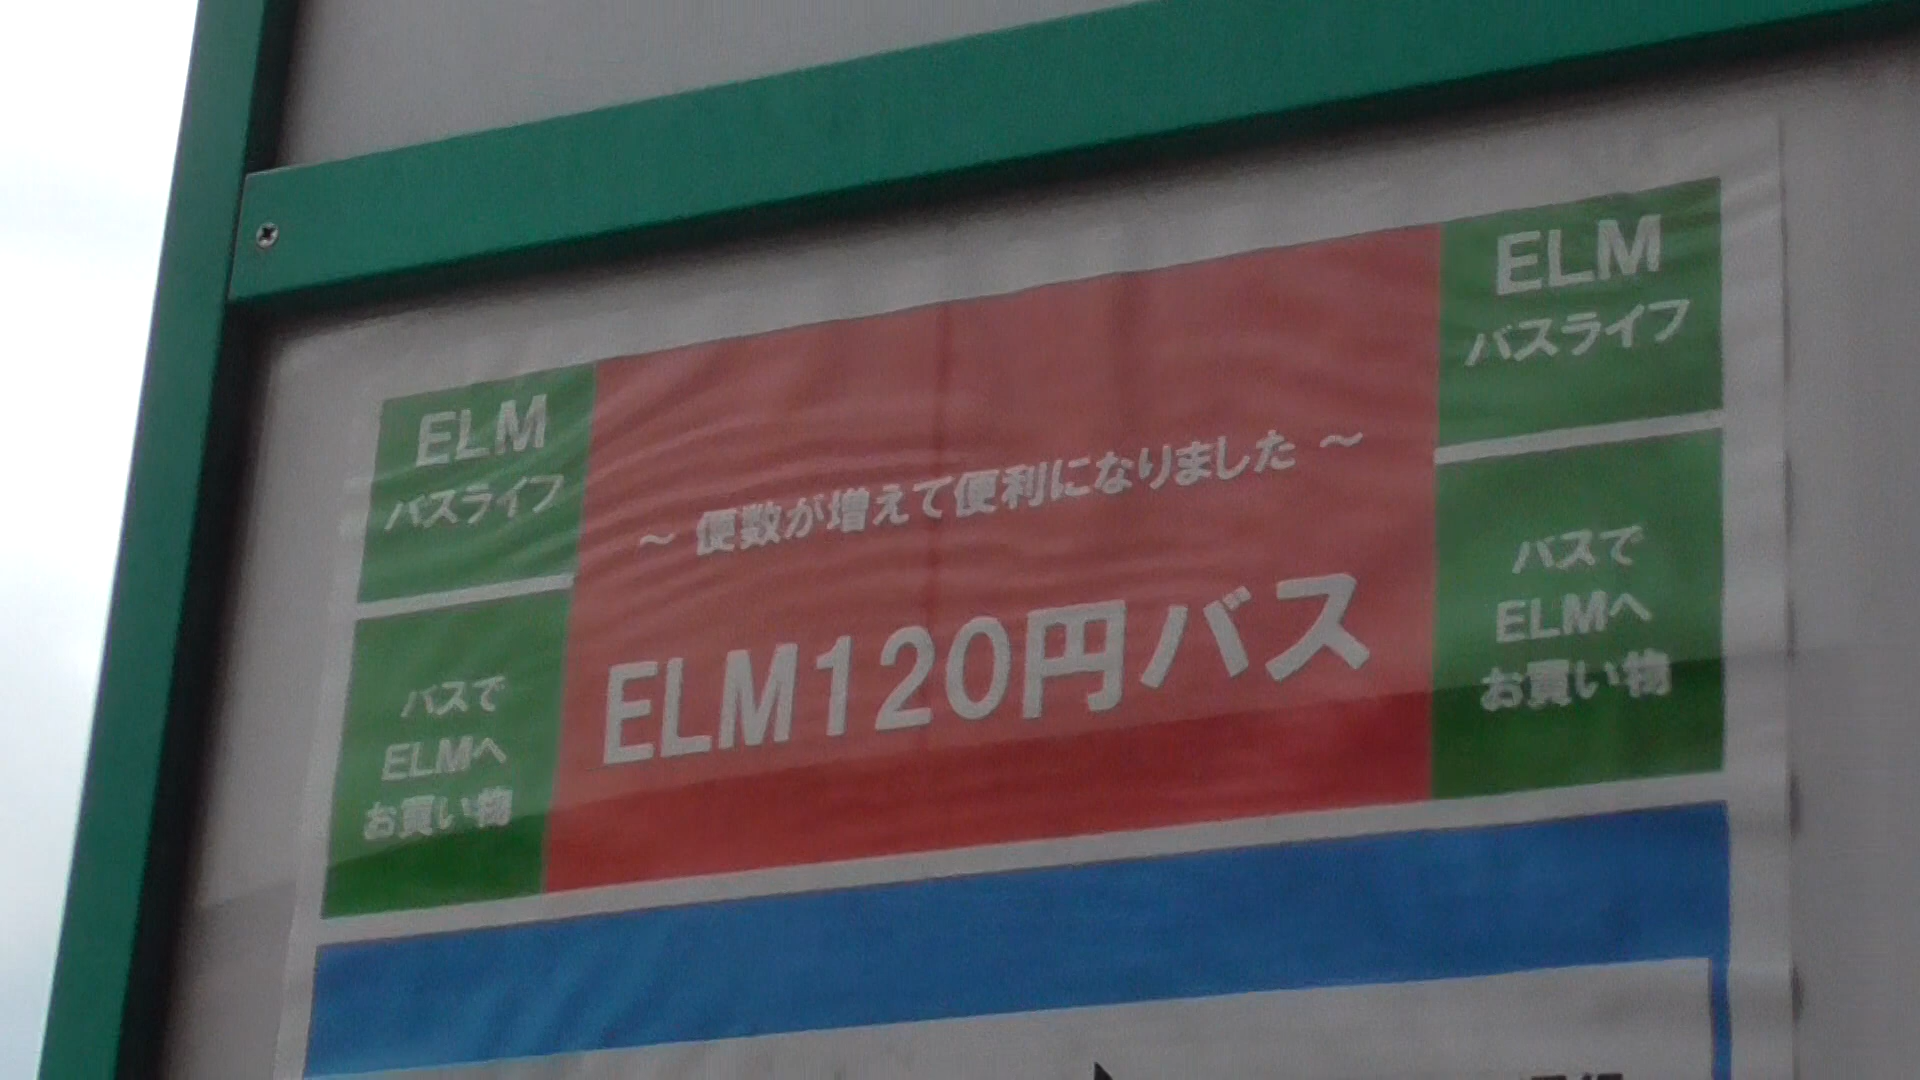 ELM
バスライフ
バスで
ELMへ
お買い物
～ 便数が増えて便利になりました ～
ELM120円バス
ELM
バスライフ
バスで
ELMへ
お買い物